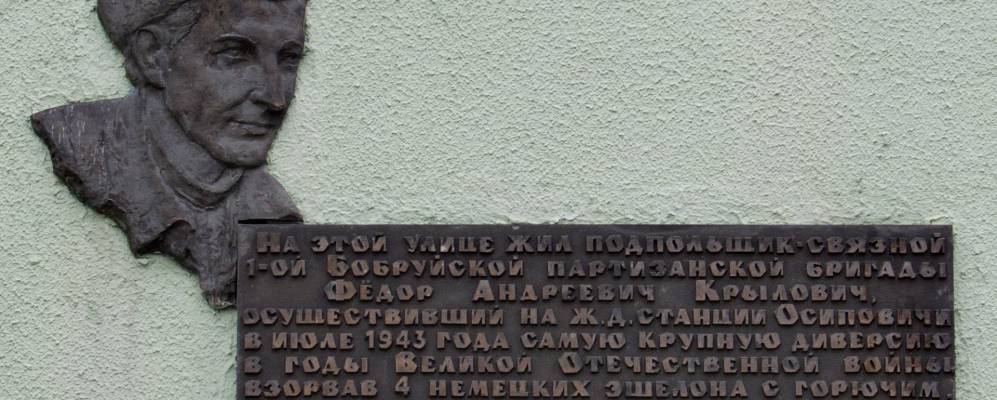 На этой улице жил подпольщик-связной
1-ой Бобруйской партизанской бригады
Фёдор Андреевич Крылович,
осуществивший на ж.д. станции Осиповичи
в июле 1943 года самую крупную диверсию
в годы Великой Отечественной войны
взорвав 4 немецких эшелона с горючим.